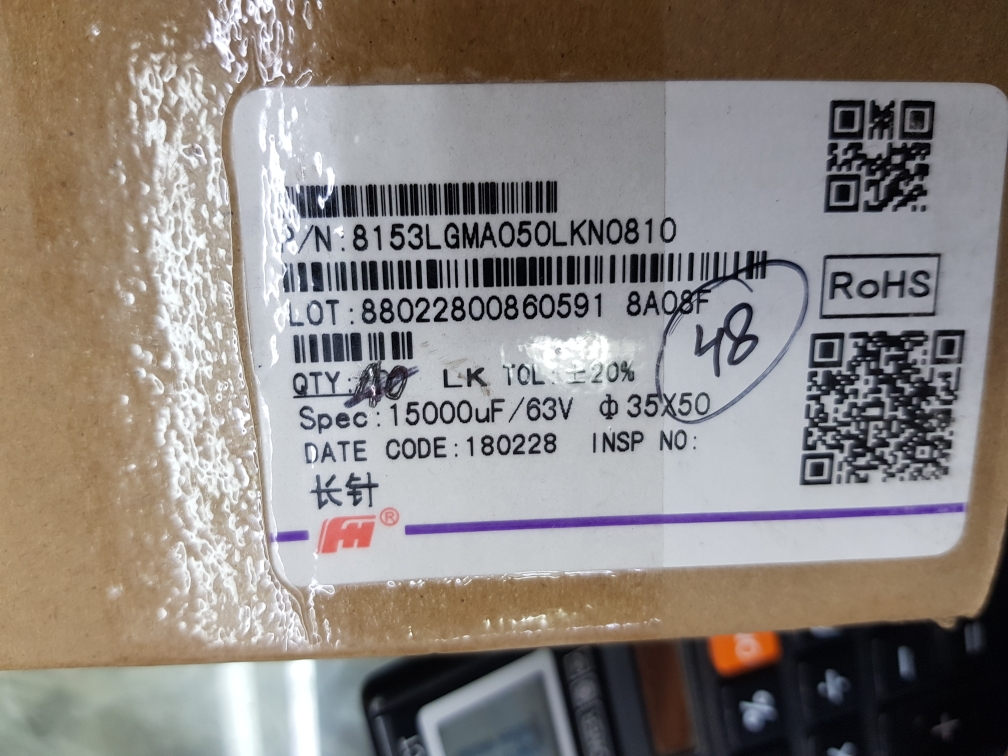 P/N:8153LGMA050LKN0810
LOT:88022800860591 8A08F
48
RoHS
QTY: LK TOL:±20%
Spec:15000uF/63V Φ35X50
DATE CODE:180228 INSP NO:
长针
®
%
÷
-
+
=